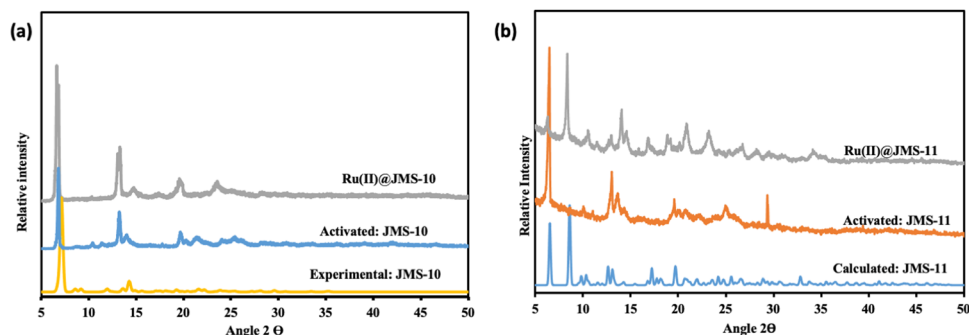 (a)
Relative intensity
Ru(II)@JMS-10
Activated: JMS-10
Experimental: JMS-10
5 10 15 20 25 30 35 40 45 50
Angle 2 Θ
(b)
Relative Intensity
Ru(II)@JMS-11
Activated: JMS-11
Calculated: JMS-11
5 10 15 20 25 30 35 40 45 50
Angle 2Θ